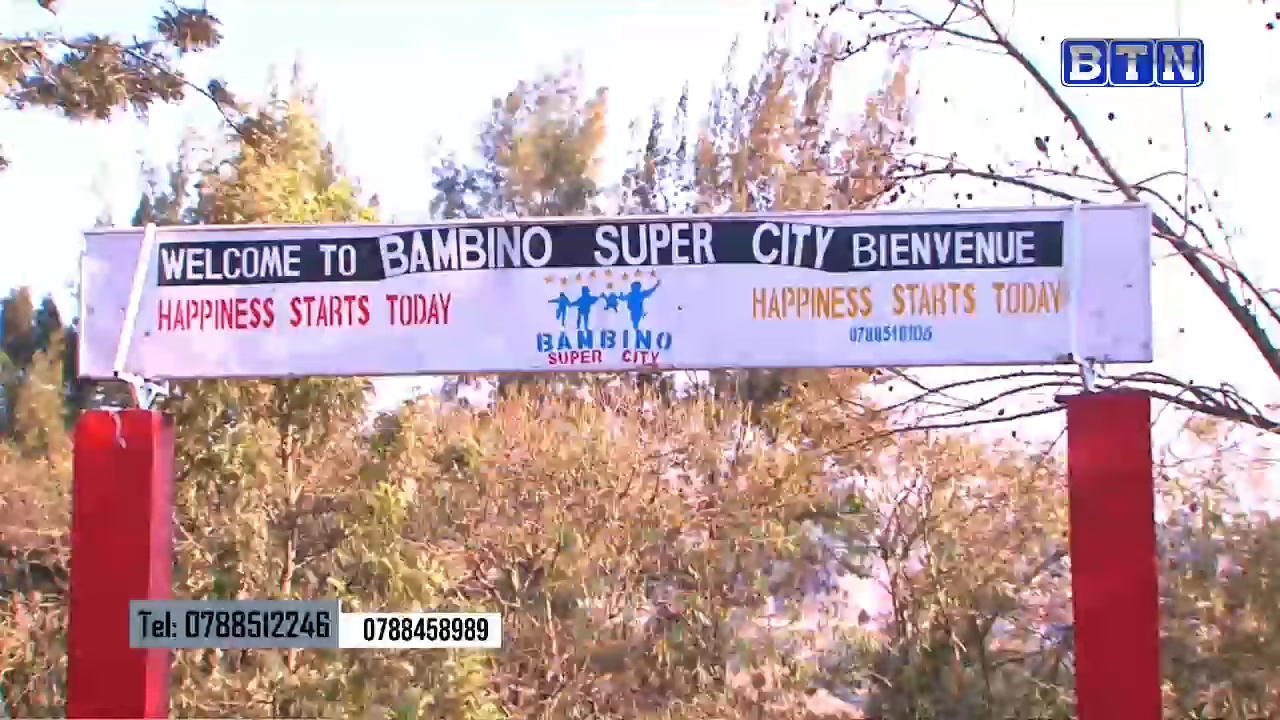 BTN
WELCOME TO BAMBINO SUPER CITY BIENVENUE
HAPPINESS STARTS TODAY
HAPPINESS STARTS TODAY
BAMBINO
SUPER CITY
Tel: 0788512246
0788458989